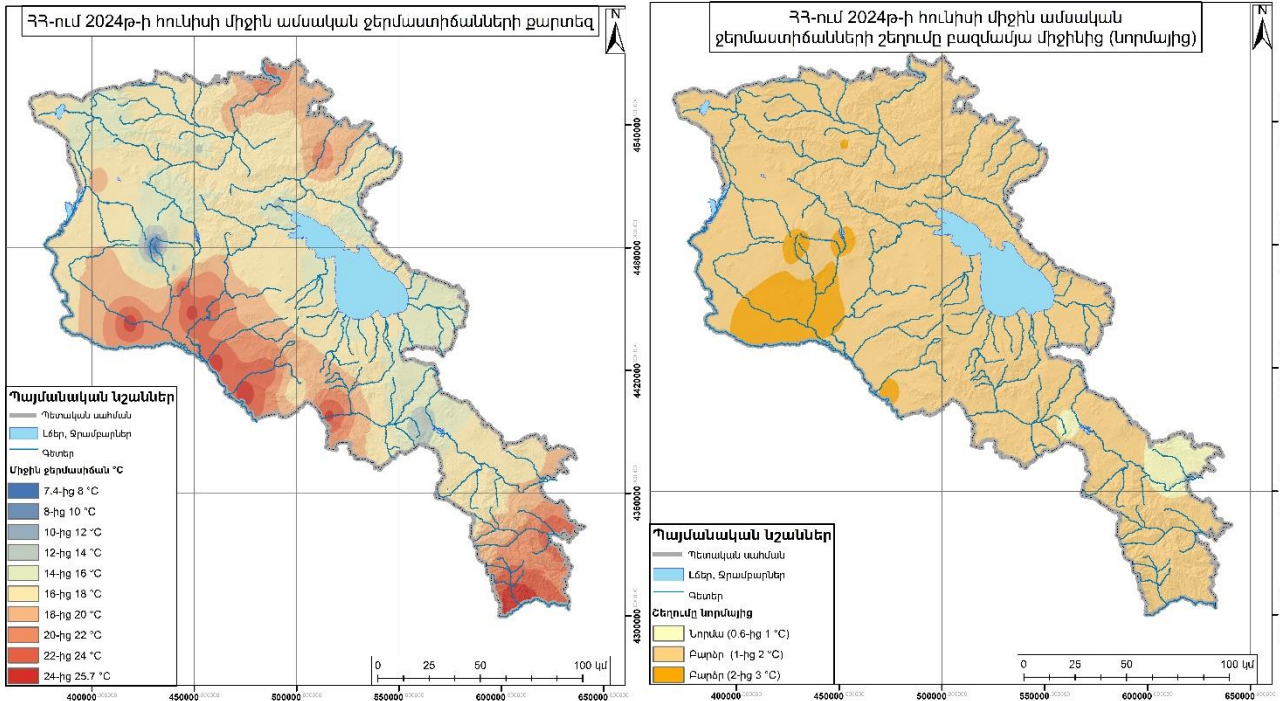 ՀՀ-ում 2024թ-ի հունիսի միջին ամսական ջերմաստիճանների քարտեզ
N
4540000
4480000
4420000
4360000
4300000
Պայմանական նշաններ
Պետական սահման
Լճեր, Ջրամբարներ
Գետեր
Միջին ջերմասիճան °C
7.4-ից 8 °C
8-ից 10 °C
10-ից 12 °C
12-ից 14 °C
14-ից 16 °C
16-ից 18 °C
18-ից 20 °C
20-ից 22 °C
22-ից 24 °C
24-ից 25.7 °C
0 25 50 100 կմ
400000 450000 500000 550000 600000 650000
ՀՀ-ում 2024թ-ի հունիսի միջին ամսական
ջերմաստիճանների շեղումը բազմամյա միջինից (նորմայից)
N
Պայմանական նշաններ
Պետական սահման
Լճեր, Ջրամբարներ
Գետեր
Շեղումը նորմայից
Նորմա (0.6-ից 1 °C)
Բարձր (1-ից 2 °C)
Բարձր (2-ից 3 °C)
0 25 50 100 կմ
400000 450000 500000 550000 600000 650000